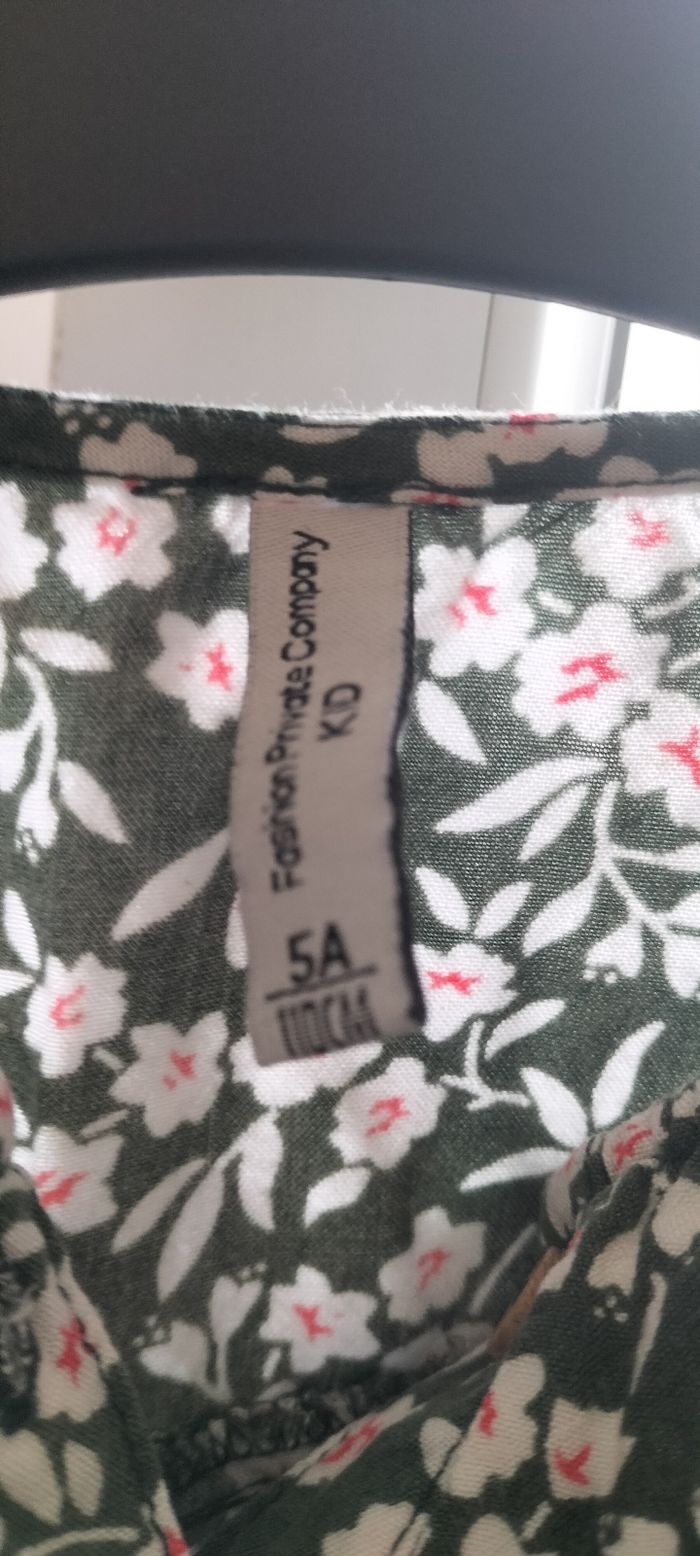 Fashion Private Company
KID
5A
110CM